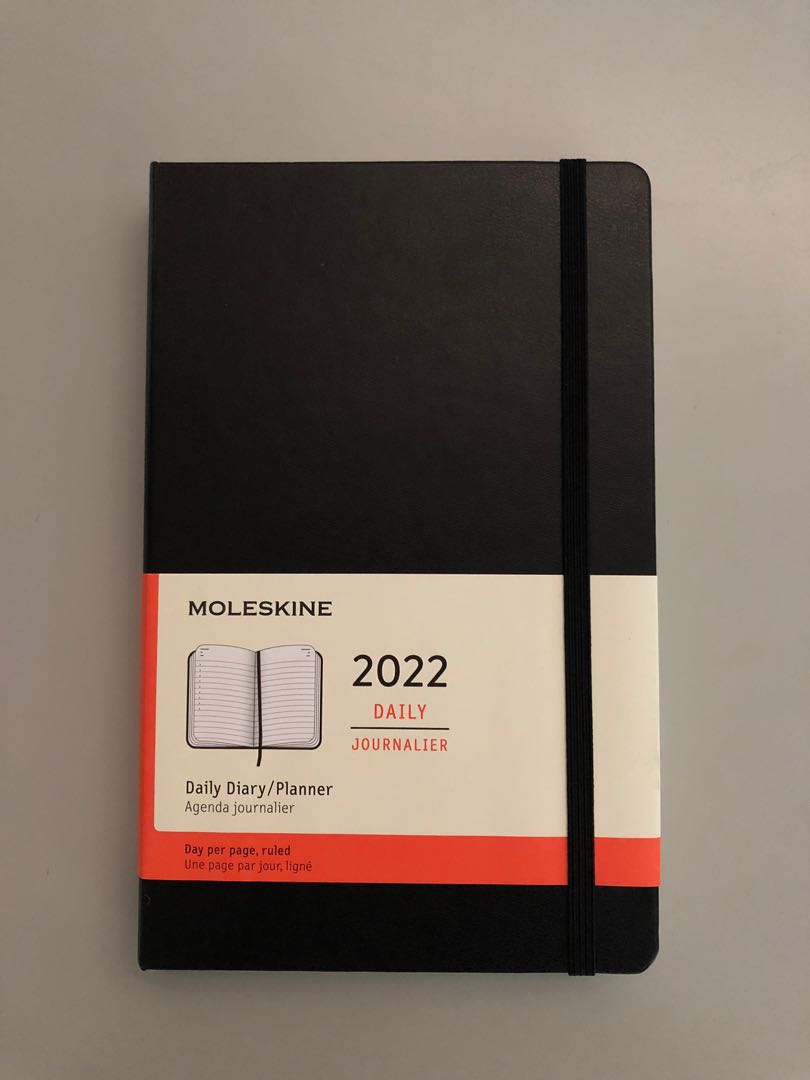 MOLESKINE
2022
DAILY
JOURNALIER
Daily Diary/Planner
Agenda journalier
Day per page, ruled
Une page par jour, ligné